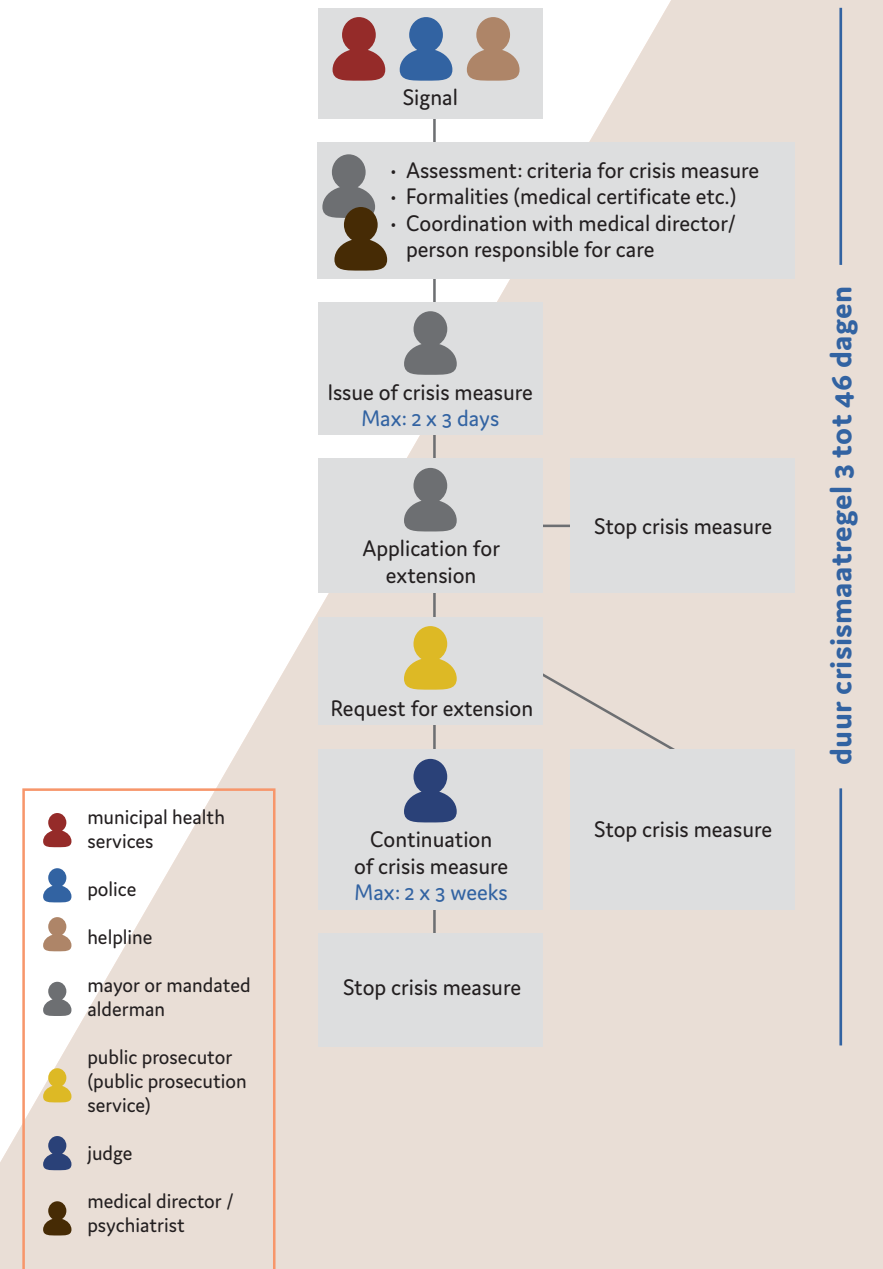 Signal
· Assessment: criteria for crisis measure
· Formalities (medical certificate etc.)
· Coordination with medical director/
person responsible for care
Issue of crisis measure
Max: 2 x 3 days
Application for
extension
Stop crisis measure
Request for extension
Continuation
of crisis measure
Max: 2 x 3 weeks
Stop crisis measure
Stop crisis measure
duur crisismaatregel 3 tot 46 dagen
municipal health
services
police
helpline
mayor or mandated
alderman
public prosecutor
(public prosecution
service)
judge
medical director /
psychiatrist